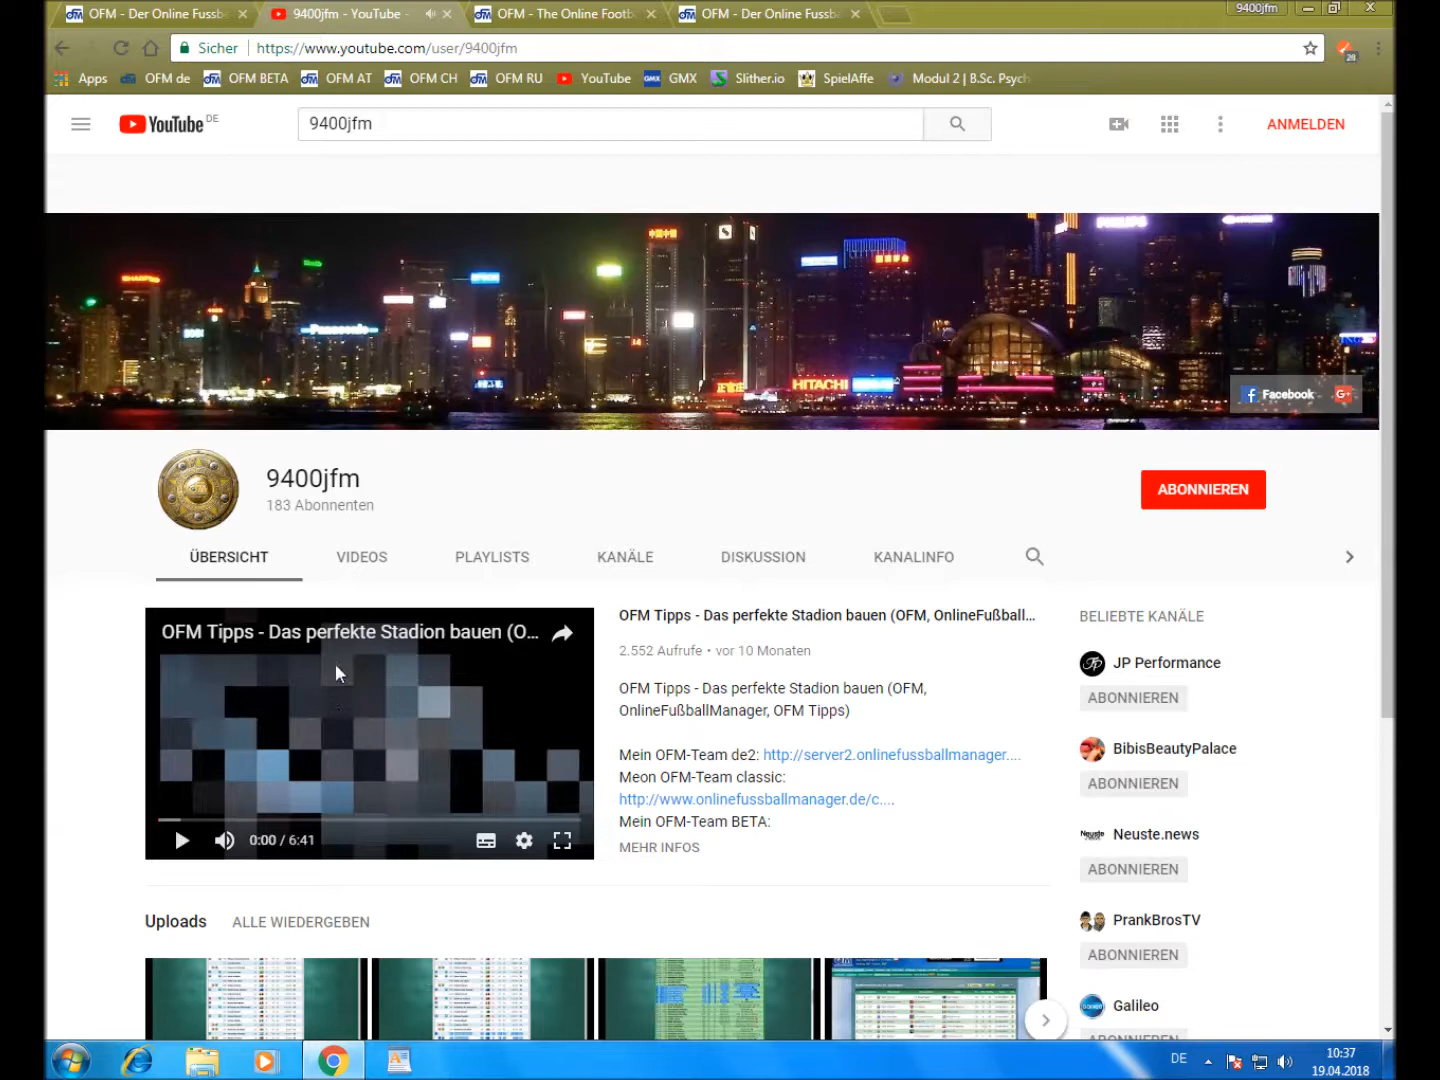 OFM - Der Online Fussb
9400jfm - YouTube -
OFM - The Online Footb
OFM - Der Online Fussb
9400jfm
Sicher
https://www.youtube.com/user/9400jfm
Apps
OFM de
OFM BETA
OFM AT
OFM CH
OFM RU
YouTube
GMX
Slither.io
SpielAffe
Modul 2 | B.Sc. Psych
YouTube DE
9400jfm
ANMELDEN
Panasonic
HITACHI
PHILIPS
Facebook
G+
9400jfm
183 Abonnenten
ABONNIEREN
ÜBERSICHT
VIDEOS
PLAYLISTS
KANÄLE
DISKUSSION
KANALINFO
OFM Tipps - Das perfekte Stadion bauen (O...
0:00 / 6:41
OFM Tipps - Das perfekte Stadion bauen (OFM, OnlineFußball...
2.552 Aufrufe • vor 10 Monaten
OFM Tipps - Das perfekte Stadion bauen (OFM,
OnlineFußballManager, OFM Tipps)
Mein OFM-Team de2: http://server2.onlinefussballmanager....
Meon OFM-Team classic:
http://www.onlinefussballmanager.de/c....
Mein OFM-Team BETA:
MEHR INFOS
BELIEBTE KANÄLE
JP Performance
ABONNIEREN
BibisBeautyPalace
ABONNIEREN
Neuste.news
ABONNIEREN
PrankBrosTV
ABONNIEREN
Galileo
Uploads
ALLE WIEDERGEBEN
DE
10:37
19.04.2018